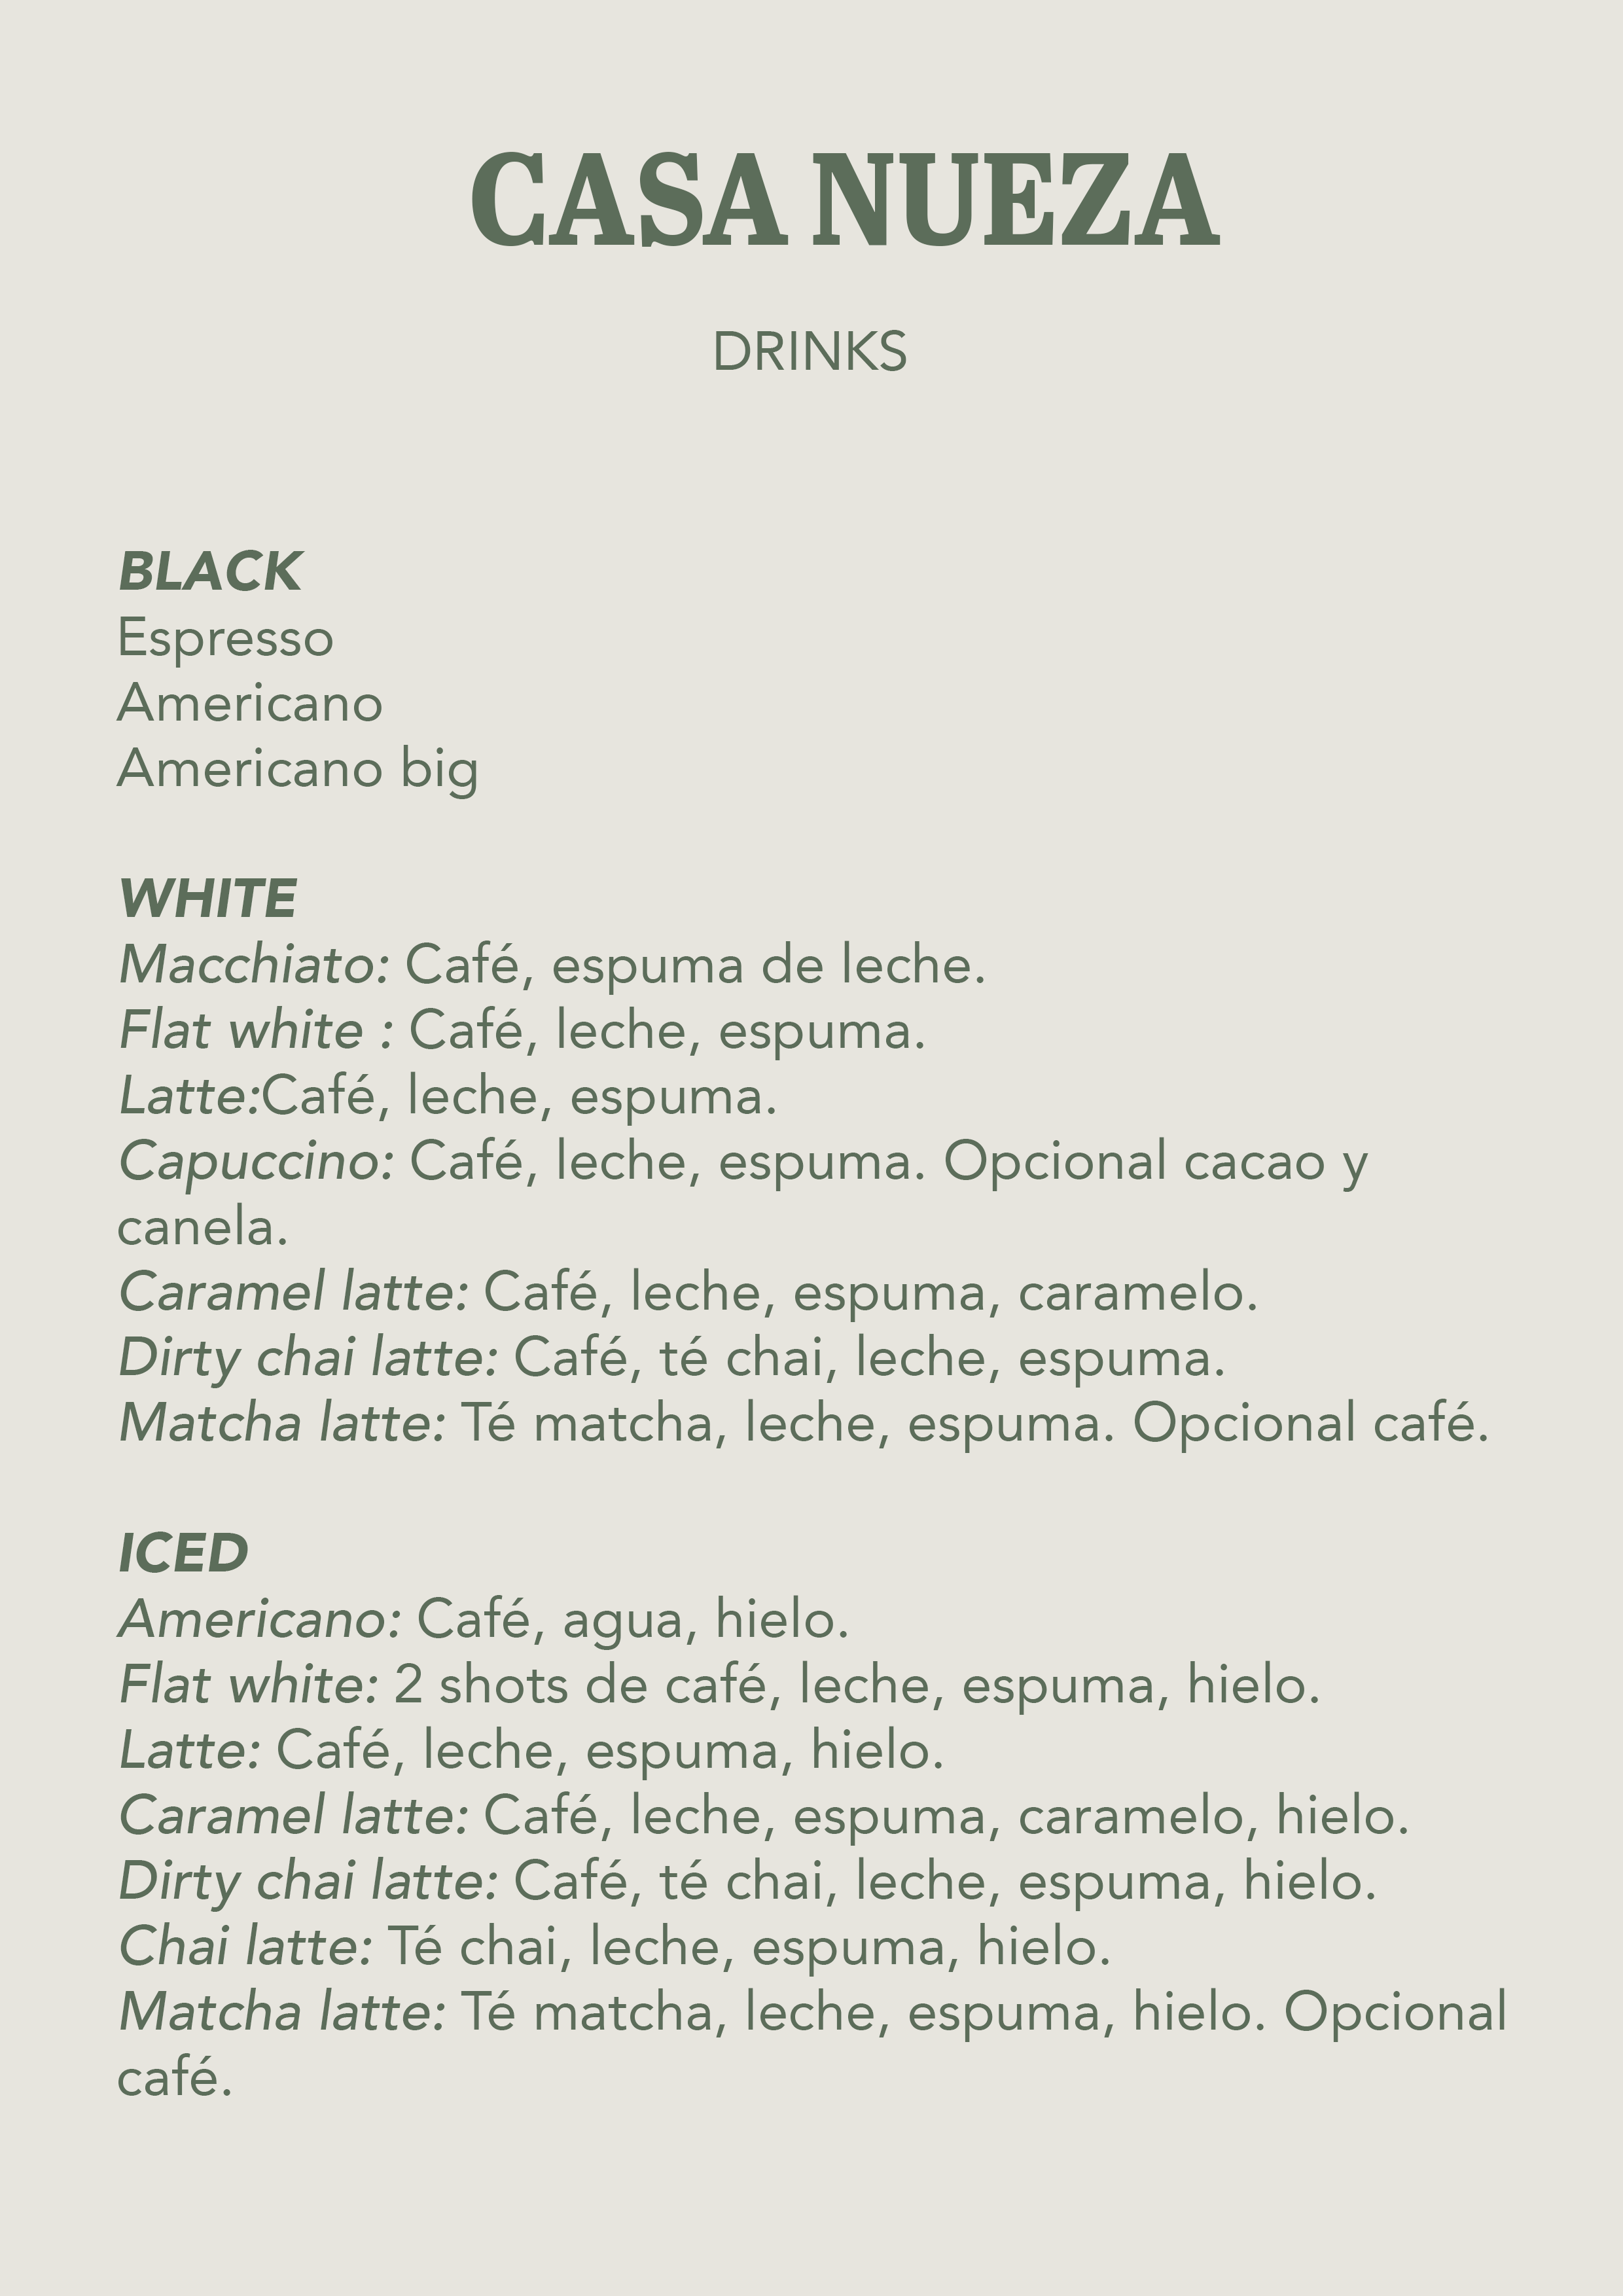 CASA NUEZA
DRINKS
BLACK
Espresso
Americano
Americano big
WHITE
Macchiato: Café, espuma de leche.
Flat white : Café, leche, espuma.
Latte:Café, leche, espuma.
Capuccino: Café, leche, espuma. Opcional cacao y
canela.
Caramel latte: Café, leche, espuma, caramelo.
Dirty chai latte: Café, té chai, leche, espuma.
Matcha latte: Té matcha, leche, espuma. Opcional café.
ICED
Americano: Café, agua, hielo.
Flat white: 2 shots de café, leche, espuma, hielo.
Latte: Café, leche, espuma, hielo.
Caramel latte: Café, leche, espuma, caramelo, hielo.
Dirty chai latte: Café, té chai, leche, espuma, hielo.
Chai latte: Té chai, leche, espuma, hielo.
Matcha latte: Té matcha, leche, espuma, hielo. Opcional
café.